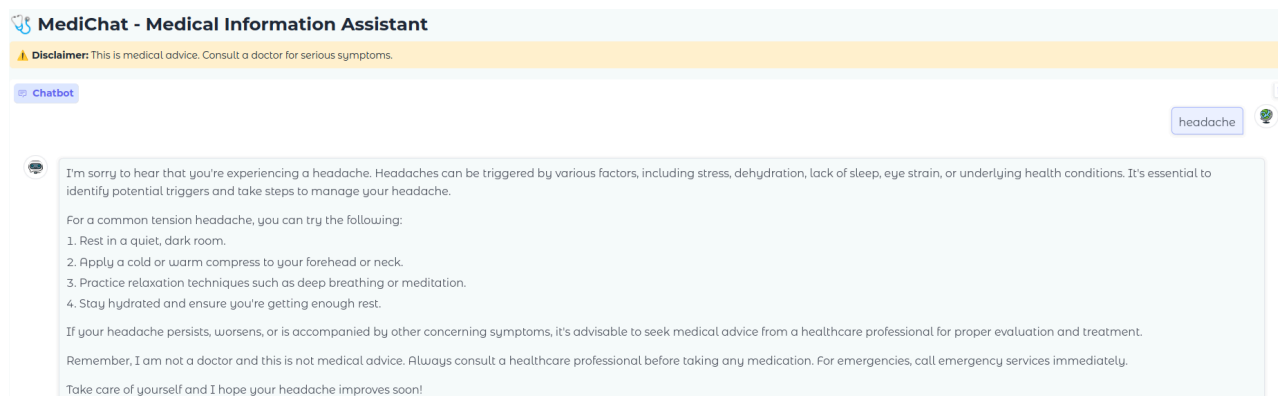 MediChat - Medical Information Assistant
Disclaimer: This is medical advice. Consult a doctor for serious symptoms.
Chatbot
headache
I'm sorry to hear that you're experiencing a headache. Headaches can be triggered by various factors, including stress, dehydration, lack of sleep, eye strain, or underlying health conditions. It's essential to
identify potential triggers and take steps to manage your headache.
For a common tension headache, you can try the following:
1. Rest in a quiet, dark room.
2. Apply a cold or warm compress to your forehead or neck.
3. Practice relaxation techniques such as deep breathing or meditation.
4. Stay hydrated and ensure you're getting enough rest.
If your headache persists, worsens, or is accompanied by other concerning symptoms, it's advisable to seek medical advice from a healthcare professional for proper evaluation and treatment.
Remember, I am not a doctor and this is not medical advice. Always consult a healthcare professional before taking any medication. For emergencies, call emergency services immediately.
Take care of yourself and I hope your headache improves soon!